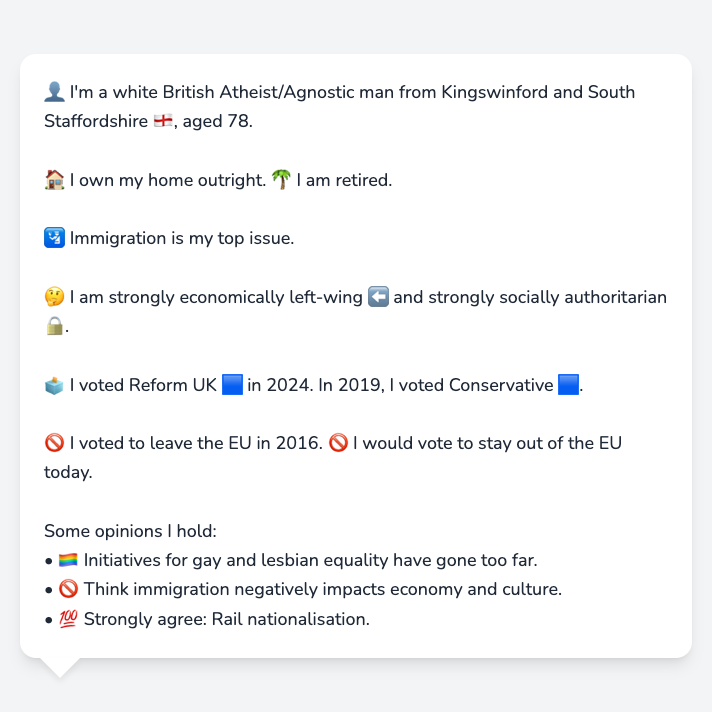 👤 I'm a white British Atheist/Agnostic man from Kingswinford and South
Staffordshire 🏴󠁧󠁢󠁥󠁮󠁧󠁿, aged 78.
🏠 I own my home outright. 🌴 I am retired.
🛂 Immigration is my top issue.
🤔 I am strongly economically left-wing ⬅️ and strongly socially authoritarian
🔒.
🗳️ I voted Reform UK 🟦 in 2024. In 2019, I voted Conservative 🟦.
🚫 I voted to leave the EU in 2016. 🚫 I would vote to stay out of the EU
today.
Some opinions I hold:
• 🏳️‍🌈 Initiatives for gay and lesbian equality have gone too far.
• 🚫 Think immigration negatively impacts economy and culture.
• 💯 Strongly agree: Rail nationalisation.